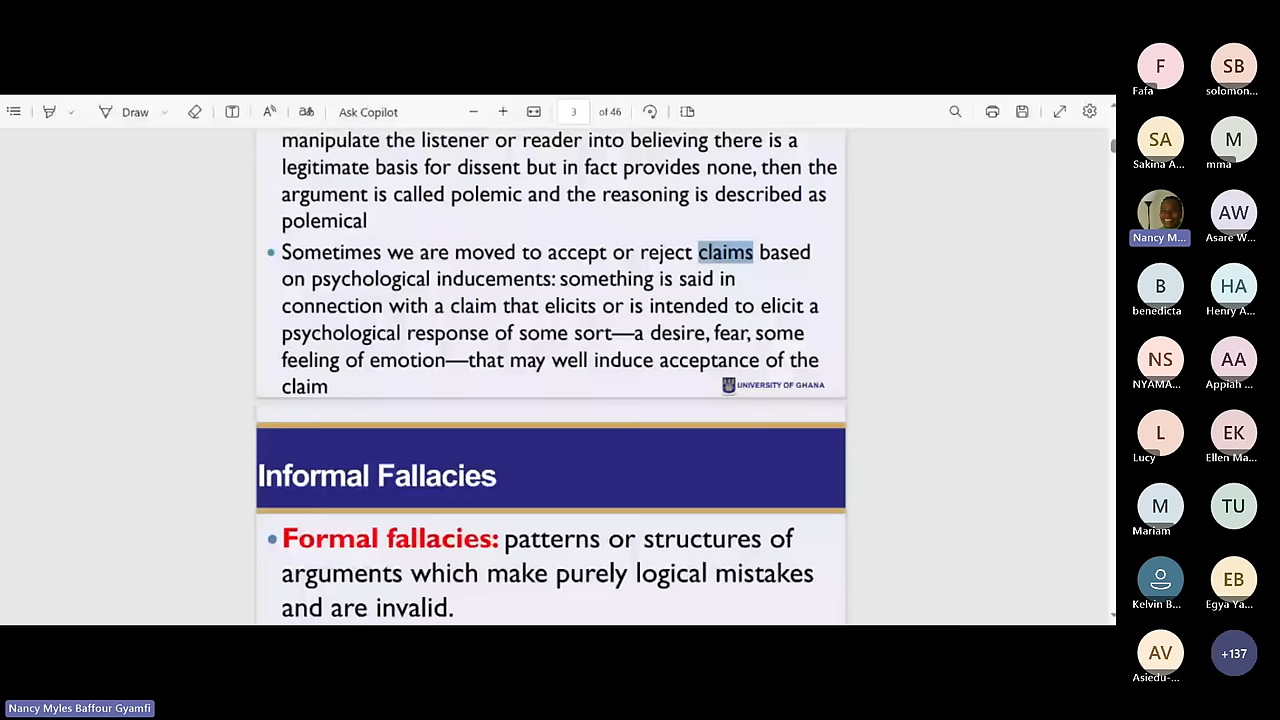 Draw
Ask Copilot
3
of 46
manipulate the listener or reader into believing there is a
legitimate basis for dissent but in fact provides none, then the
argument is called polemic and the reasoning is described as
polemical
• Sometimes we are moved to accept or reject claims based
on psychological inducements: something is said in
connection with a claim that elicits or is intended to elicit a
psychological response of some sort—a desire, fear, some
feeling of emotion—that may well induce acceptance of the
claim
UNIVERSITY OF GHANA
Informal Fallacies
• Formal fallacies: patterns or structures of
arguments which make purely logical mistakes
and are invalid.
F
Fafa
SB
solomon...
SA
Sakina A...
M
mma
Nancy M...
AW
Asare W...
B
benedicta
HA
Henry A...
NS
NYAMA...
AA
Appiah ...
L
Lucy
EK
Ellen Ma...
M
Mariam
TU
Kelvin B...
EB
Egya Ya...
AV
Asiedu-...
+137
Nancy Myles Baffour Gyamfi